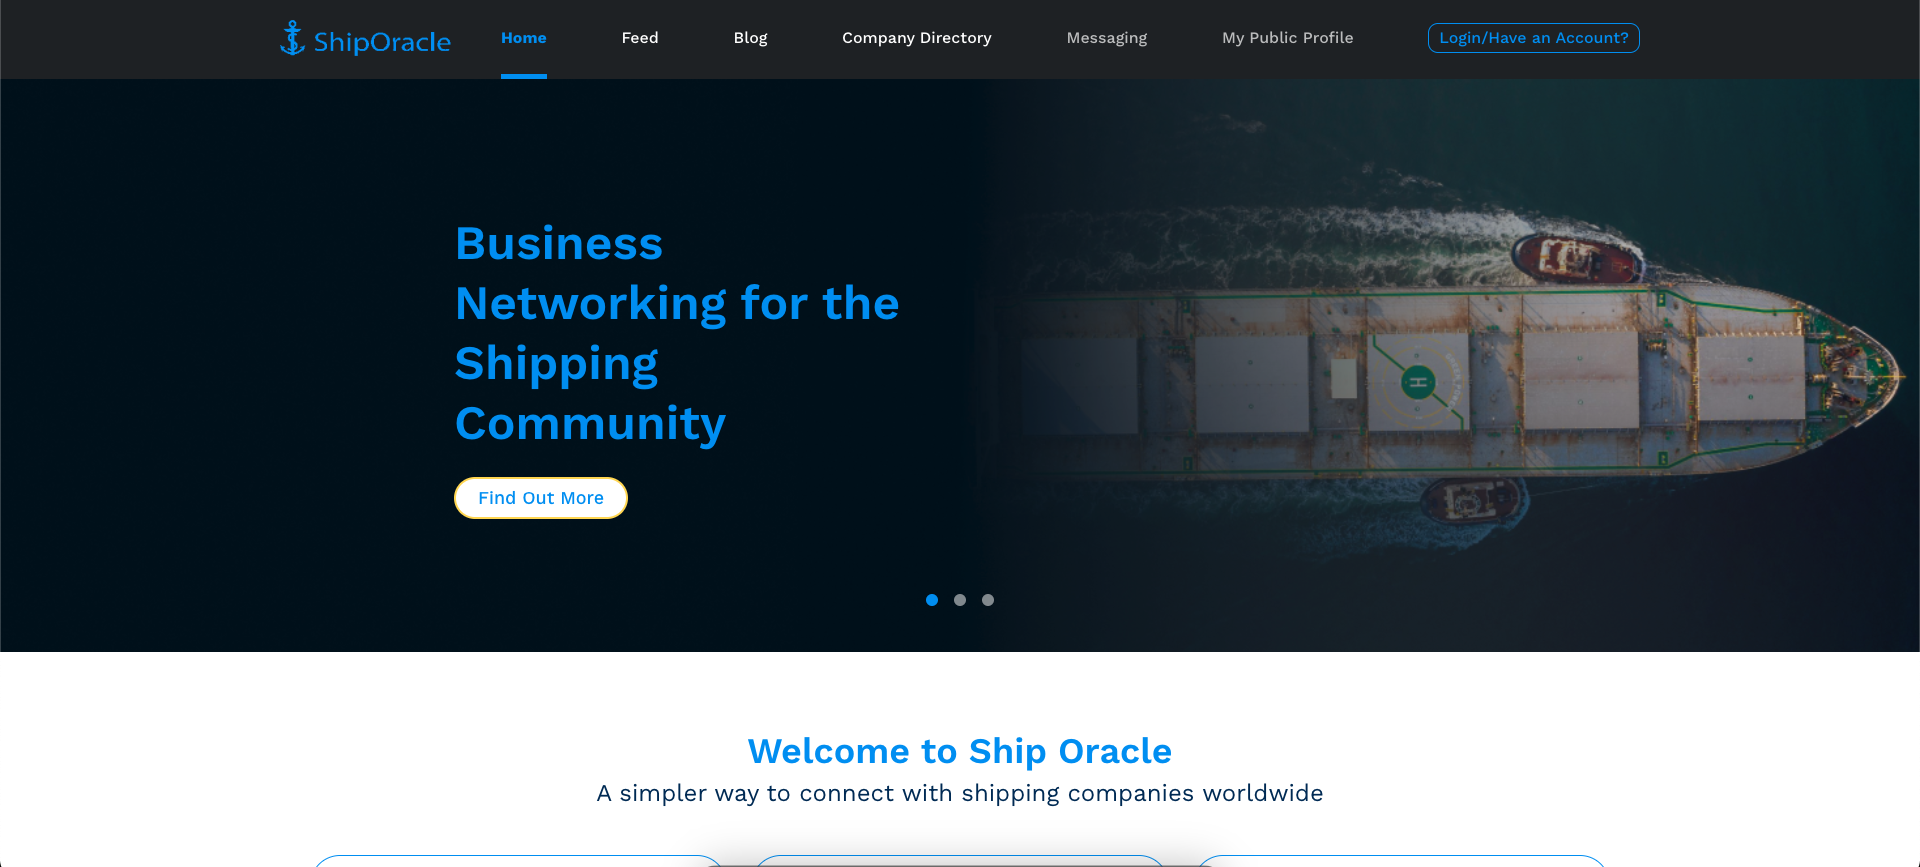 ShipOracle
Home
Feed
Blog
Company Directory
Messaging
My Public Profile
Login/Have an Account?
Business
Networking for the
Shipping
Community
H
Find Out More
Welcome to Ship Oracle
A simpler way to connect with shipping companies worldwide